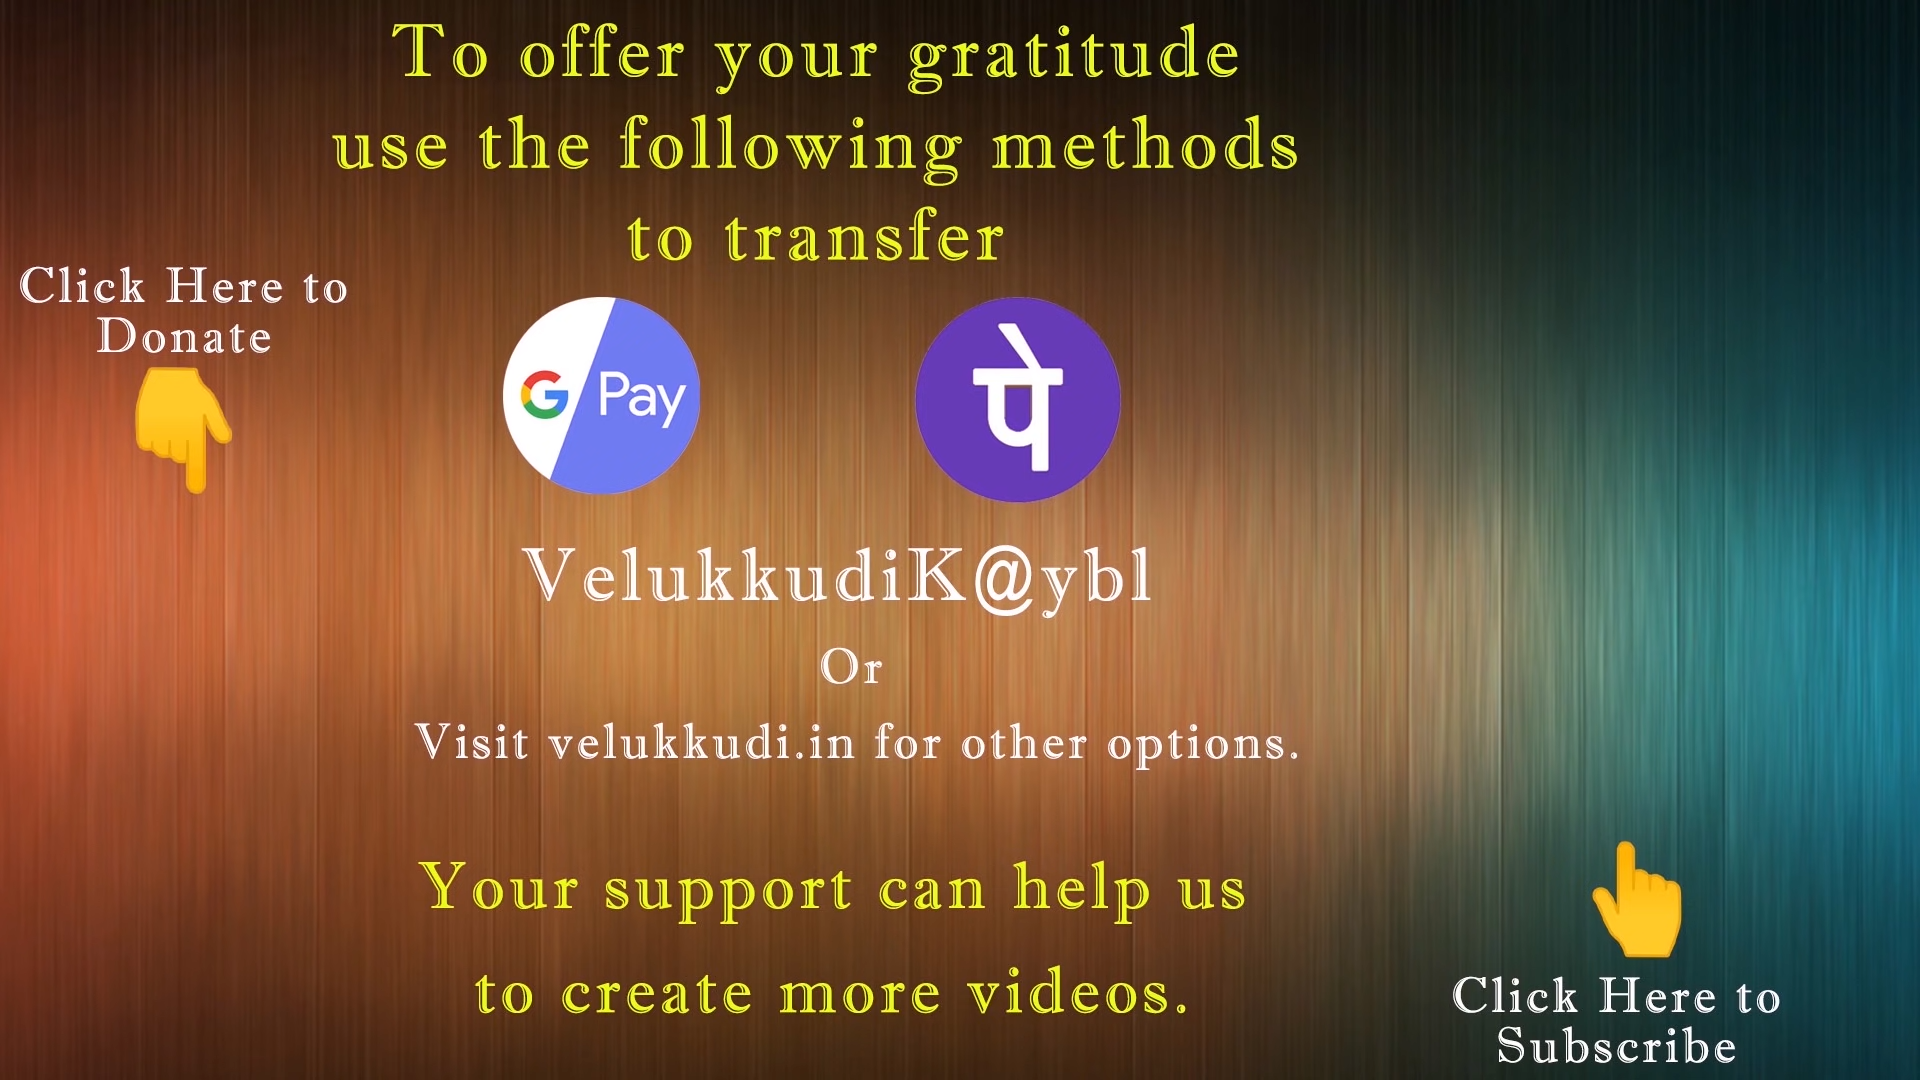 To offer your gratitude
use the following methods
to transfer
Click Here to
Donate
G Pay
पे
VelukkudiK@ybl
Or
Visit velukkudi.in for other options.
Your support can help us
to create more videos.
Click Here to
Subscribe